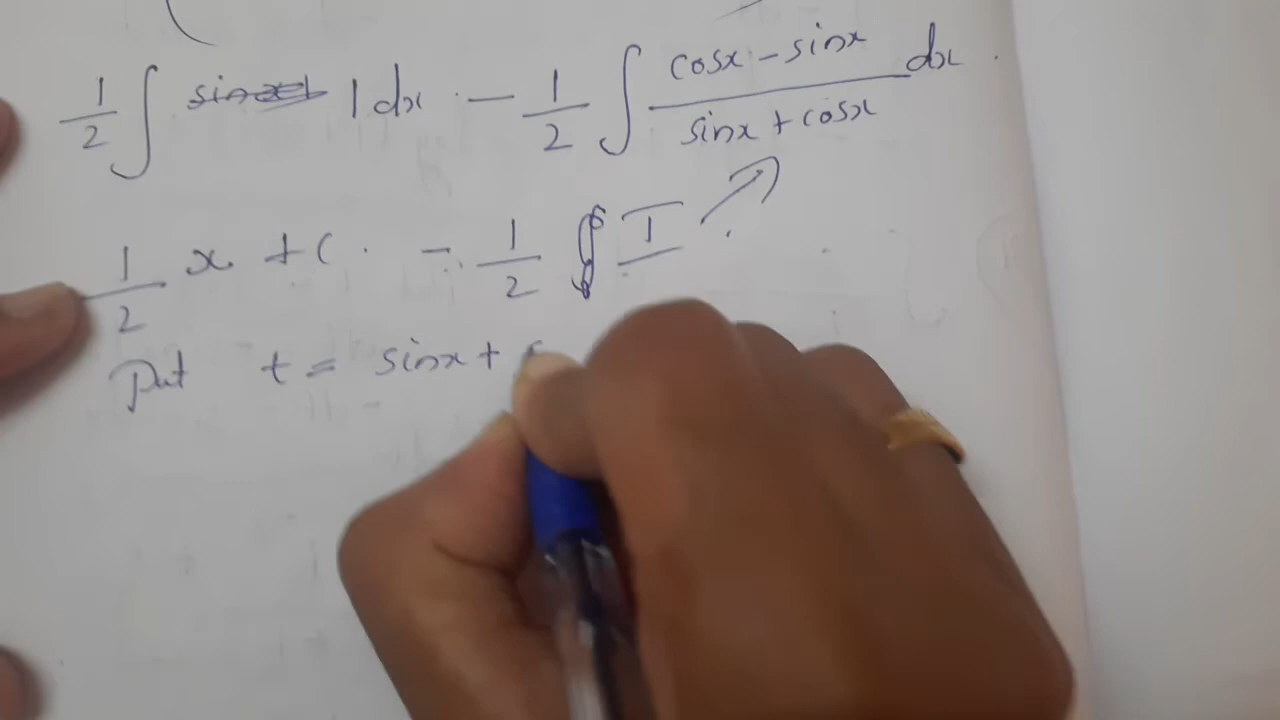 1/2 ∫ 1 dx - 1/2 ∫ (cosx - sinx)/(sinx + cosx) dx
1/2 x + C - 1/2 I
Put t = sinx +